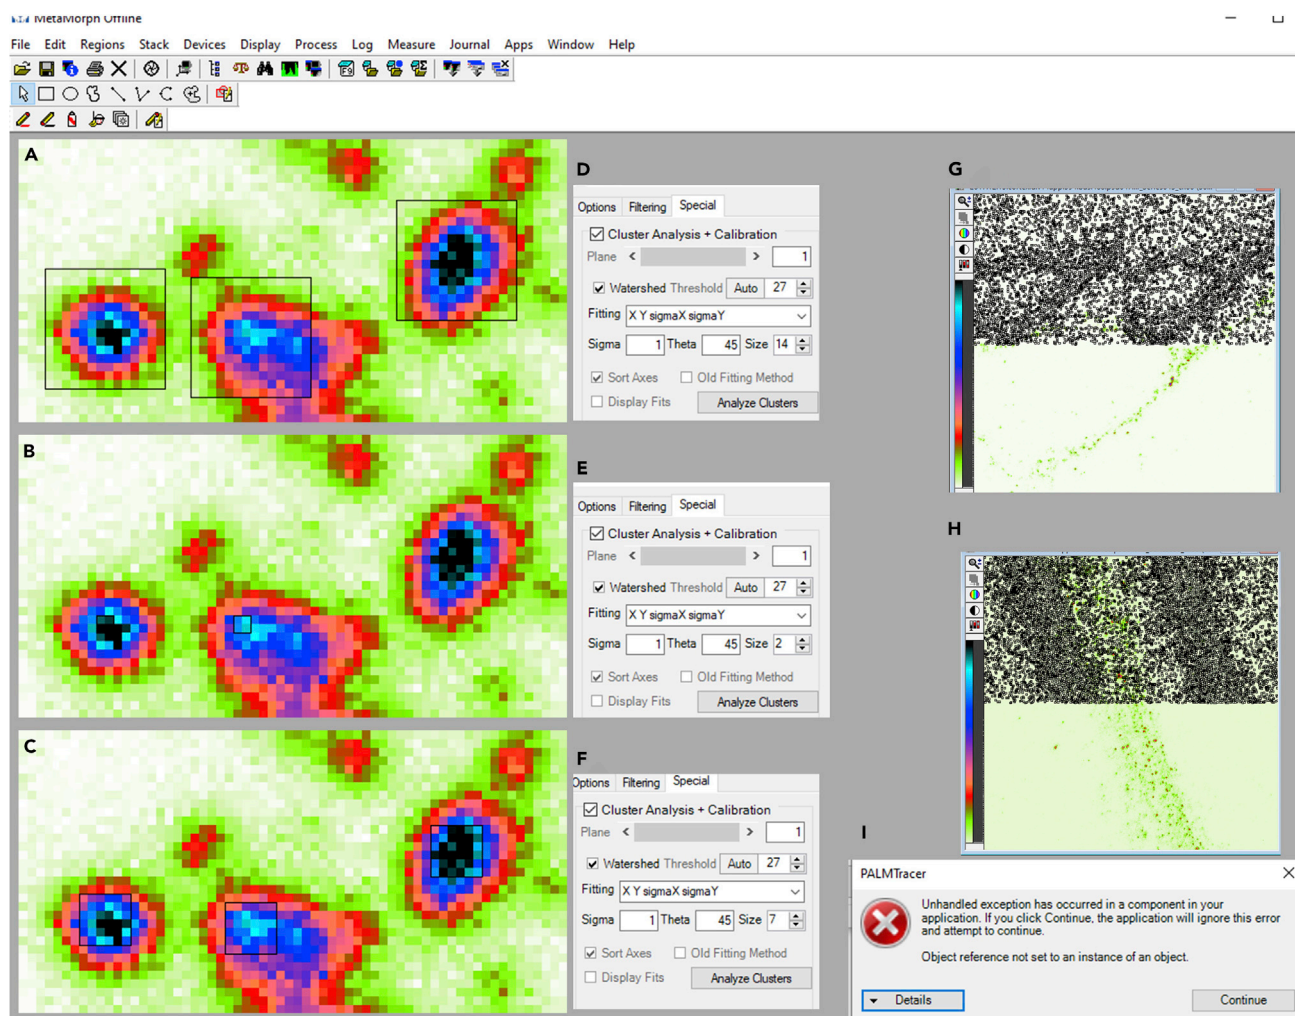 MetaMorph Offline
File Edit Regions Stack Devices Display Process Log Measure Journal Apps Window Help
A
D
Options Filtering Special
Cluster Analysis + Calibration
Plane < > 1
Watershed Threshold Auto 27
Fitting X Y sigmaX sigmaY
Sigma 1 Theta 45 Size 14
Sort Axes Old Fitting Method
Display Fits Analyze Clusters
B
E
Options Filtering Special
Cluster Analysis + Calibration
Plane < > 1
Watershed Threshold Auto 27
Fitting X Y sigmaX sigmaY
Sigma 1 Theta 45 Size 2
Sort Axes Old Fitting Method
Display Fits Analyze Clusters
C
F
Options Filtering Special
Cluster Analysis + Calibration
Plane < > 1
Watershed Threshold Auto 27
Fitting X Y sigmaX sigmaY
Sigma 1 Theta 45 Size 7
Sort Axes Old Fitting Method
Display Fits Analyze Clusters
G
H
I
PALMTracer
Unhandled exception has occurred in a component in your
application. If you click Continue, the application will ignore this error
and attempt to continue.
Object reference not set to an instance of an object.
Details Continue